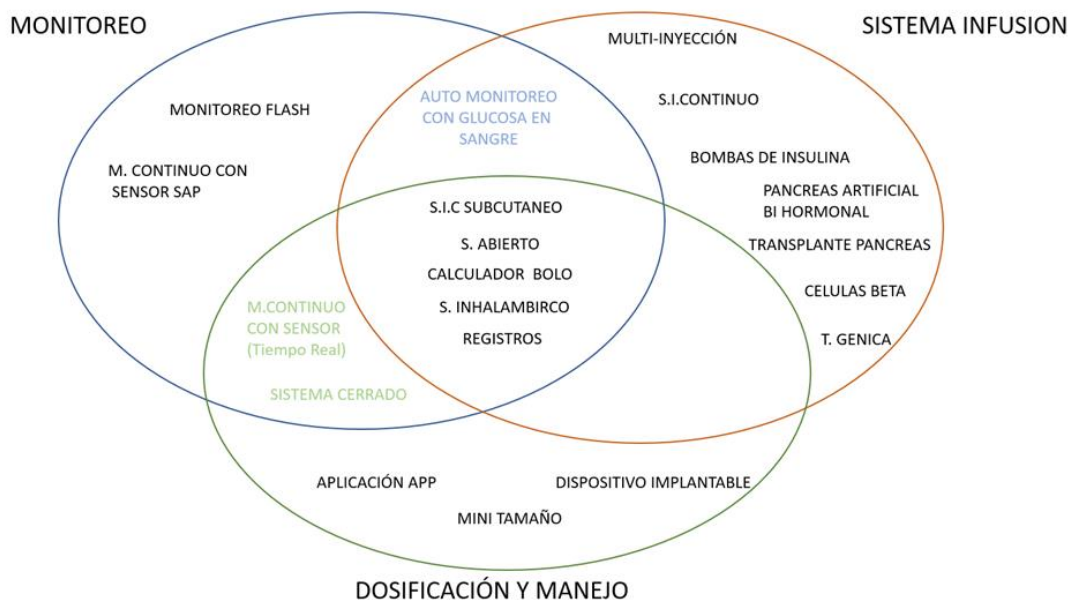 MONITOREO
SISTEMA INFUSION
MULTI-INYECCIÓN
MONITOREO FLASH
AUTO MONITOREO
CON GLUCOSA EN
SANGRE
S.I.CONTINUO
M. CONTINUO CON
SENSOR SAP
BOMBAS DE INSULINA
PANCREAS ARTIFICIAL
BI HORMONAL
S.I.C SUBCUTANEO
TRANSPLANTE PANCREAS
S. ABIERTO
CALCULADOR BOLO
CELULAS BETA
M.CONTINUO
CON SENSOR
(Tiempo Real)
S. INHALAMBIRCO
REGISTROS
T. GENICA
SISTEMA CERRADO
APLICACIÓN APP
DISPOSITIVO IMPLANTABLE
MINI TAMAÑO
DOSIFICACIÓN Y MANEJO